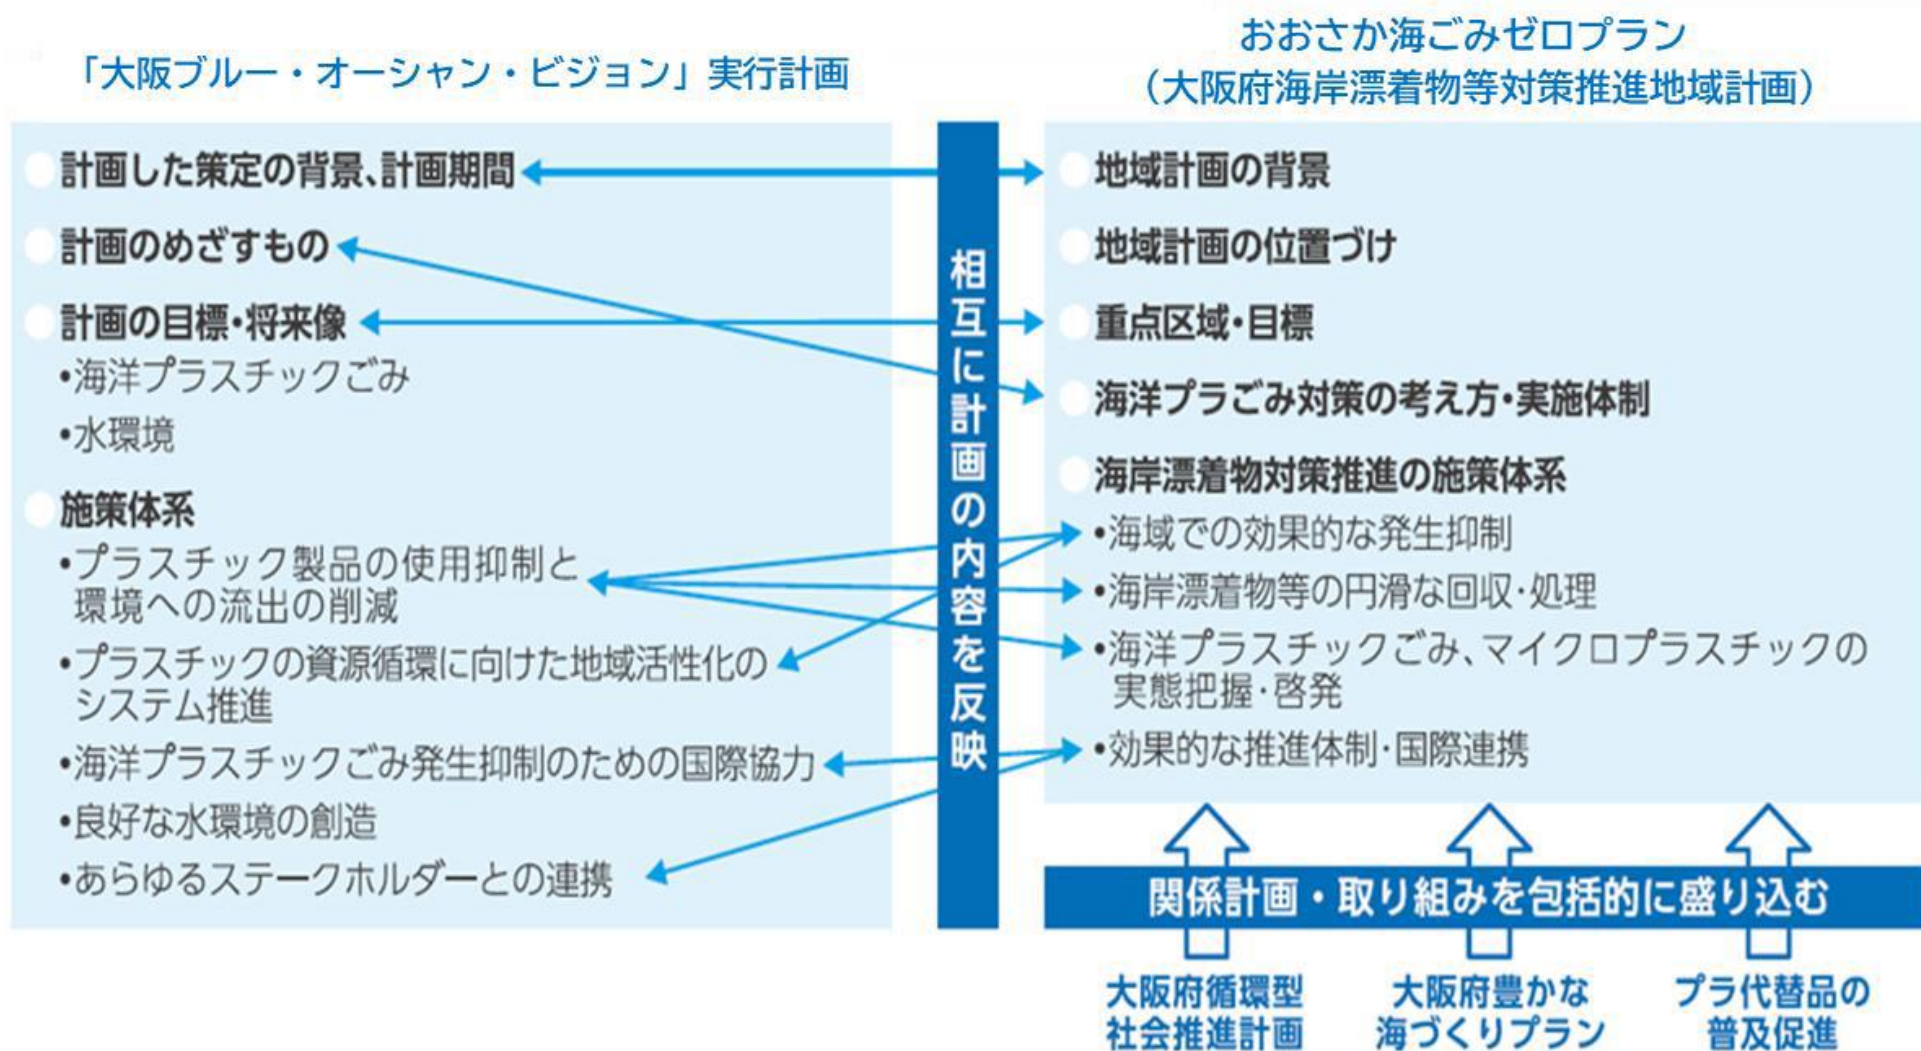 「大阪ブルー・オーシャン・ビジョン」実行計画
計画した策定の背景、計画期間
計画のめざすもの
計画の目標・将来像
・海洋プラスチックごみ
・水環境
施策体系
・プラスチック製品の使用抑制と
環境への流出の削減
・プラスチックの資源循環に向けた地域活性化の
システム推進
・海洋プラスチックごみ発生抑制のための国際協力
・良好な水環境の創造
・あらゆるステークホルダーとの連携
相互に計画の内容を反映
おおさか海ごみゼロプラン
（大阪府海岸漂着物等対策推進地域計画）
地域計画の背景
地域計画の位置づけ
重点区域・目標
海洋プラごみ対策の考え方・実施体制
海岸漂着物対策推進の施策体系
・海域での効果的な発生抑制
・海岸漂着物等の円滑な回収・処理
・海洋プラスチックごみ、マイクロプラスチックの
実態把握・啓発
・効果的な推進体制・国際連携
関係計画・取り組みを包括的に盛り込む
大阪府循環型
社会推進計画
大阪府豊かな
海づくりプラン
プラ代替品の
普及促進